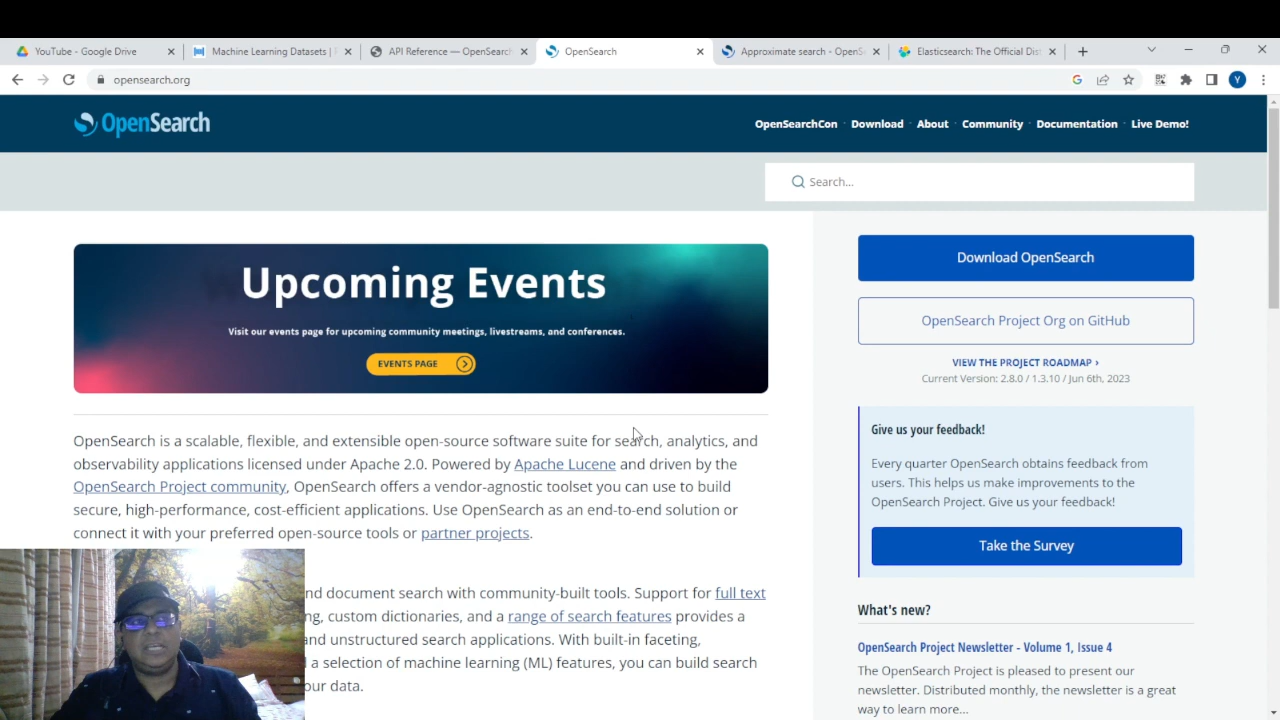 YouTube - Google Drive
Machine Learning Datasets |
API Reference — OpenSearch
OpenSearch
Approximate search - OpenS
Elasticsearch: The Official Dist
opensearch.org
Y
OpenSearch
OpenSearchCon
Download
About
Community
Documentation
Live Demo!
Search...
Upcoming Events
Visit our events page for upcoming community meetings, livestreams, and conferences.
EVENTS PAGE
OpenSearch is a scalable, flexible, and extensible open-source software suite for search, analytics, and
observability applications licensed under Apache 2.0. Powered by Apache Lucene and driven by the
OpenSearch Project community, OpenSearch offers a vendor-agnostic toolset you can use to build
secure, high-performance, cost-efficient applications. Use OpenSearch as an end-to-end solution or
connect it with your preferred open-source tools or partner projects.
nd document search with community-built tools. Support for full text
ng, custom dictionaries, and a range of search features provides a
and unstructured search applications. With built-in faceting,
a selection of machine learning (ML) features, you can build search
our data.
Download OpenSearch
OpenSearch Project Org on GitHub
VIEW THE PROJECT ROADMAP ›
Current Version: 2.8.0 / 1.3.10 / Jun 6th, 2023
Give us your feedback!
Every quarter OpenSearch obtains feedback from
users. This helps us make improvements to the
OpenSearch Project. Give us your feedback!
Take the Survey
What's new?
OpenSearch Project Newsletter - Volume 1, Issue 4
The OpenSearch Project is pleased to present our
newsletter. Distributed monthly, the newsletter is a great
way to learn more...